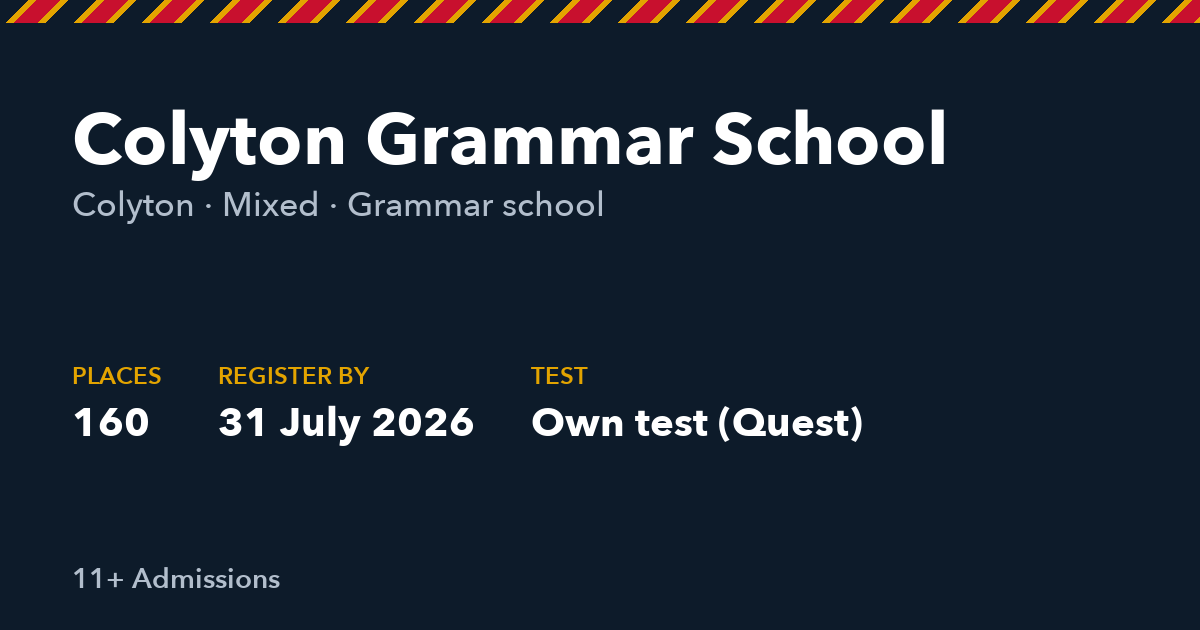 Colyton Grammar School
Colyton · Mixed · Grammar school
PLACES
160
REGISTER BY
31 July 2026
TEST
Own test (Quest)
11+ Admissions